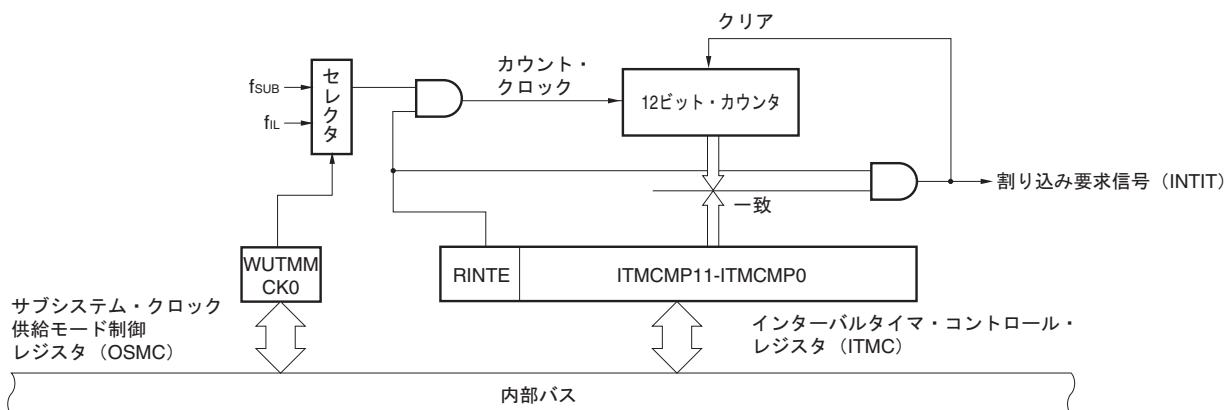 クリア
fSUB
fIL
セレクタ
カウント・
クロック
12ビット・カウンタ
一致
割り込み要求信号（INTIT）
WUTMM
CK0
RINTE
ITMCMP11-ITMCMP0
サブシステム・クロック
供給モード制御
レジスタ（OSMC）
インターバルタイマ・コントロール・
レジスタ（ITMC）
内部バス